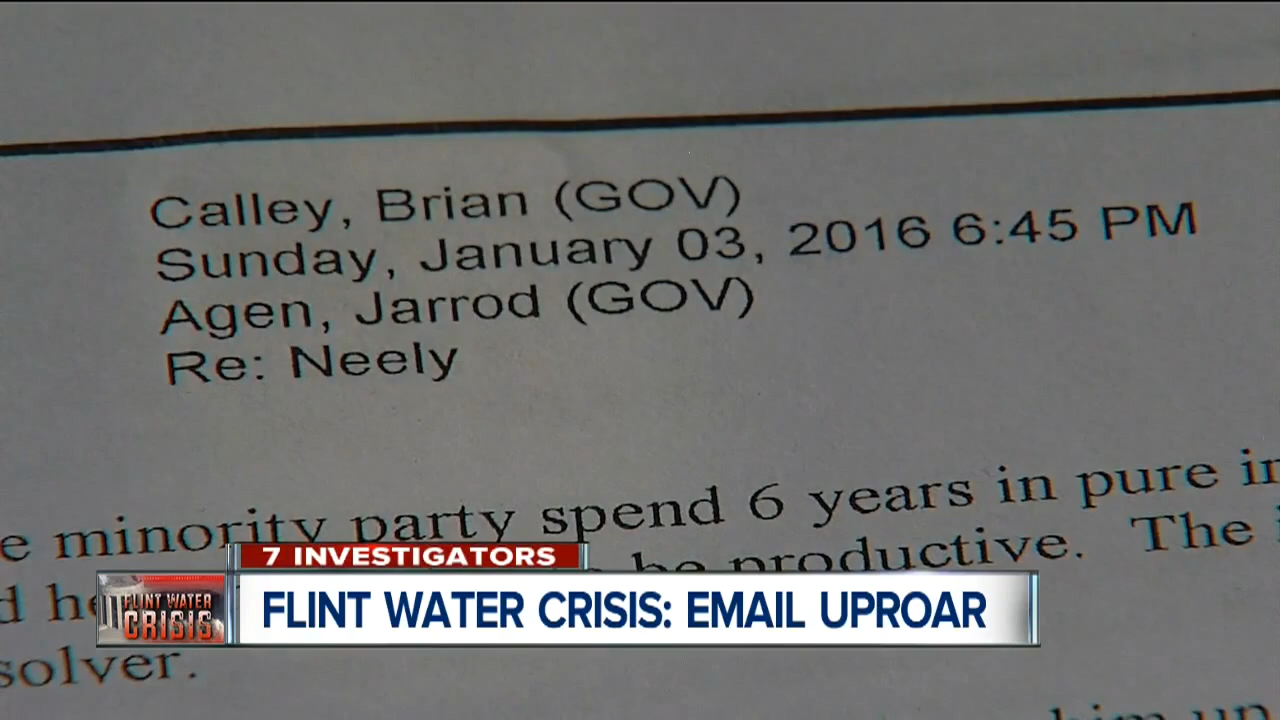 Calley, Brian (GOV)
Sunday, January 03, 2016 6:45 PM
Agen, Jarrod (GOV)
Re: Neely
e minority party spend 6 years in pure
be productive. The
solver.
7 INVESTIGATORS
FLINT WATER
CRISIS
FLINT WATER CRISIS: EMAIL UPROAR